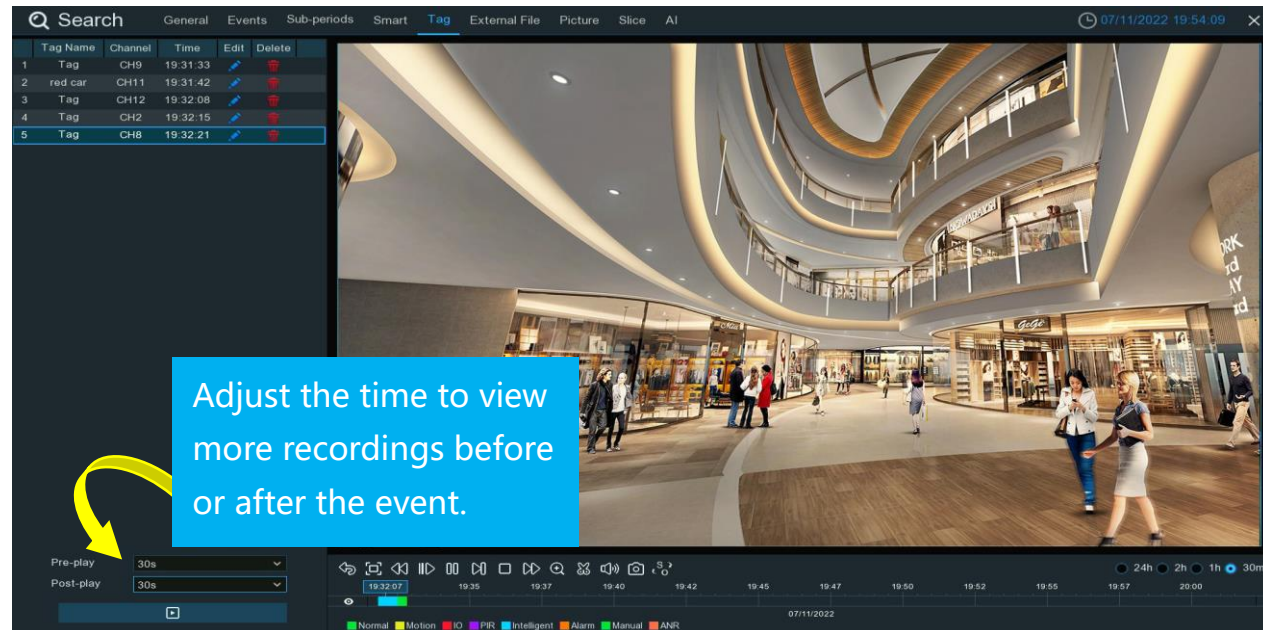 Search General Events Sub-periods Smart Tag External File Picture Slice AI 07/11/2022 19:54:09
Tag Name Channel Time Edit Delete
1 Tag CH9 19:31:33
2 red car CH11 19:31:42
3 Tag CH12 19:32:08
4 Tag CH2 19:32:15
5 Tag CH8 19:32:21
GeGe
Adjust the time to view
more recordings before
or after the event.
Pre-play 30s
Post-play 30s
24h 2h 1h 30m
19:32:07 19:35 19:37 19:40 19:42 19:45 19:47 19:50 19:52 19:55 19:57 20:00
07/11/2022
Normal Motion IO PIR Intelligent Alarm Manual ANR